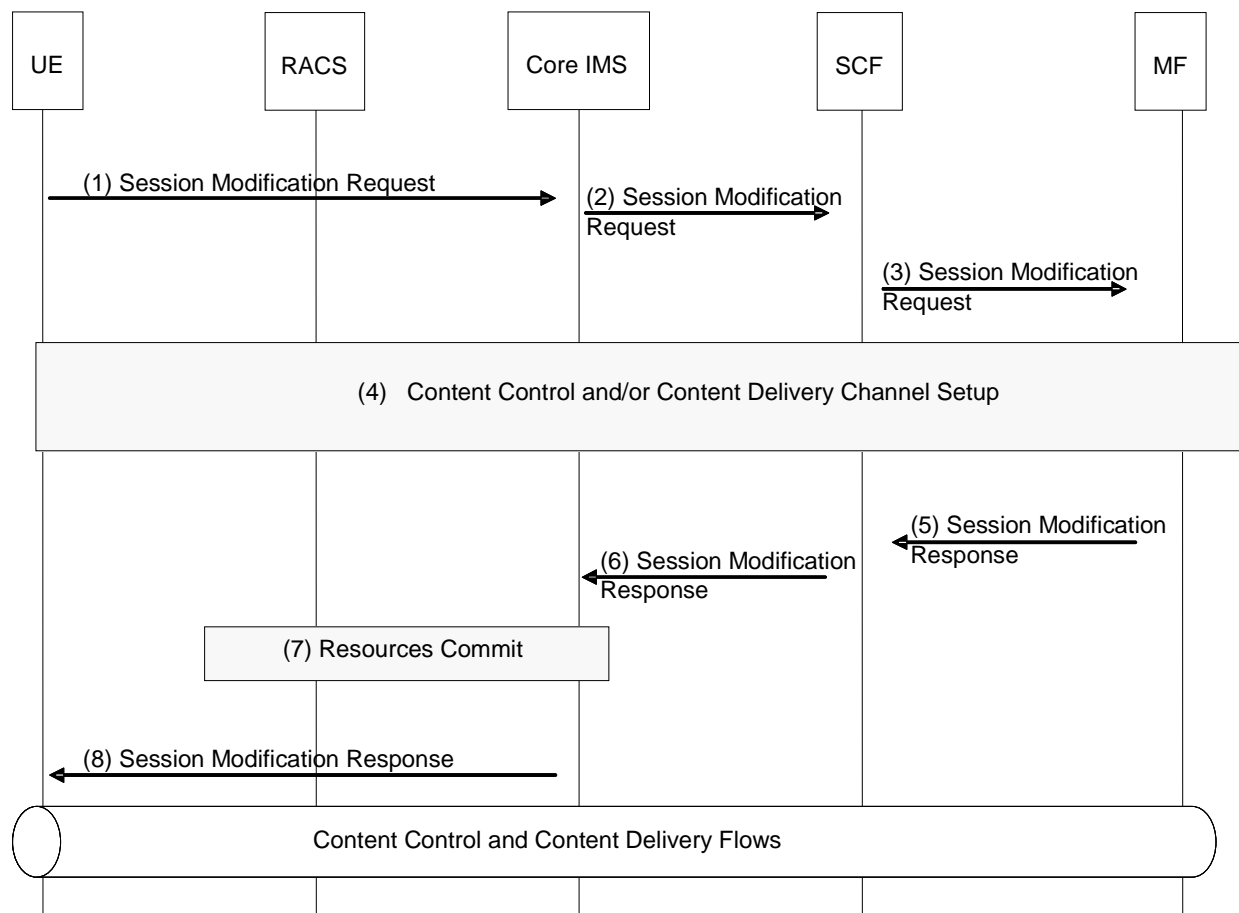 UE
RACS
Core IMS
SCF
MF
(1) Session Modification Request
(2) Session Modification
Request
(3) Session Modification
Request
(4) Content Control and/or Content Delivery Channel Setup
(5) Session Modification
Response
(6) Session Modification
Response
(7) Resources Commit
(8) Session Modification Response
Content Control and Content Delivery Flows